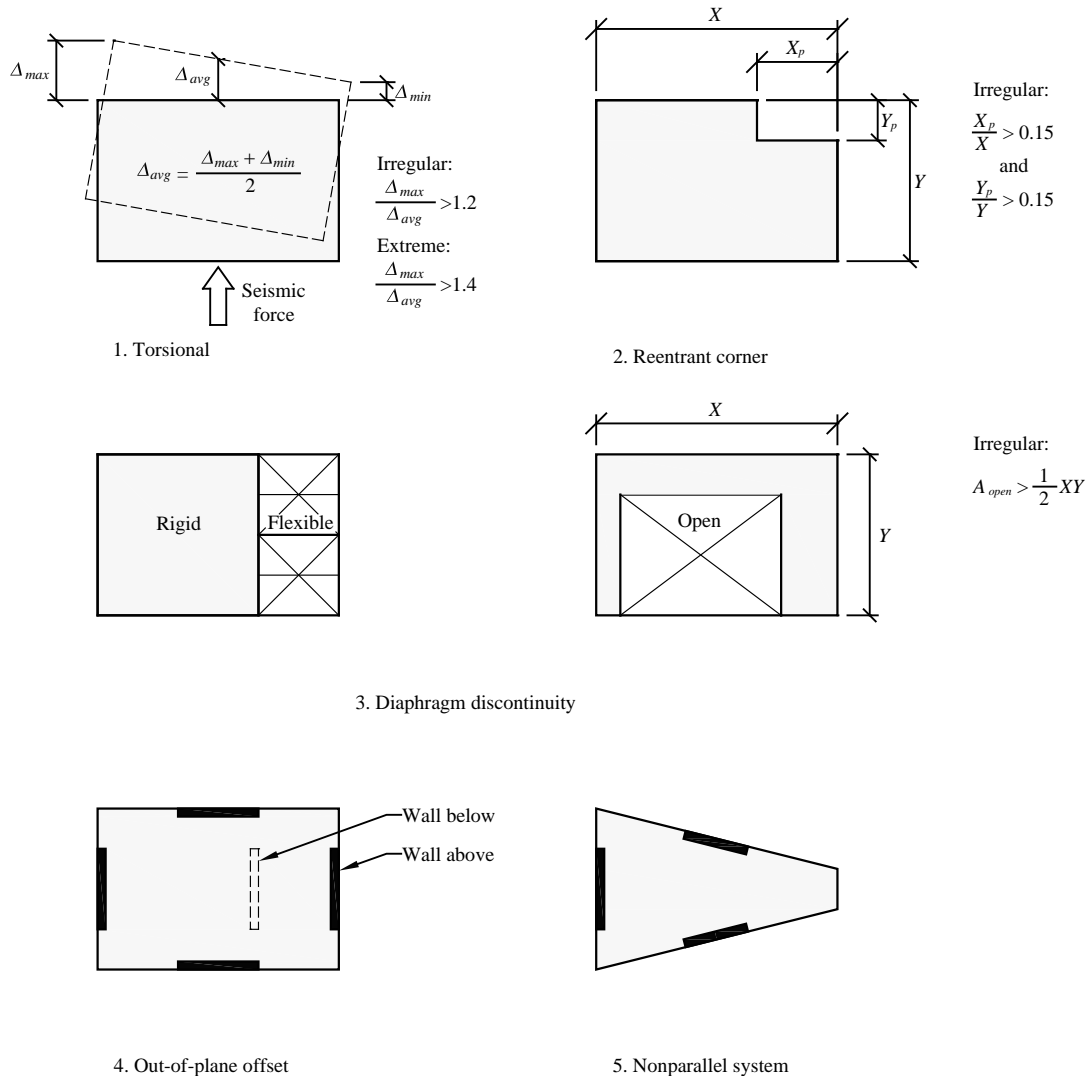 Δmax
Δavg
Δmin
Δavg = (Δmax + Δmin)/2
Irregular:
Δmax/Δavg >1.2
Extreme:
Δmax/Δavg >1.4
Seismic
force
1. Torsional
X
Xp
Yp
Y
Irregular:
Xp/X > 0.15
and
Yp/Y > 0.15
2. Reentrant corner
Rigid
Flexible
X
Open
Y
Irregular:
A open > 1/2 XY
3. Diaphragm discontinuity
Wall below
Wall above
4. Out-of-plane offset
5. Nonparallel system